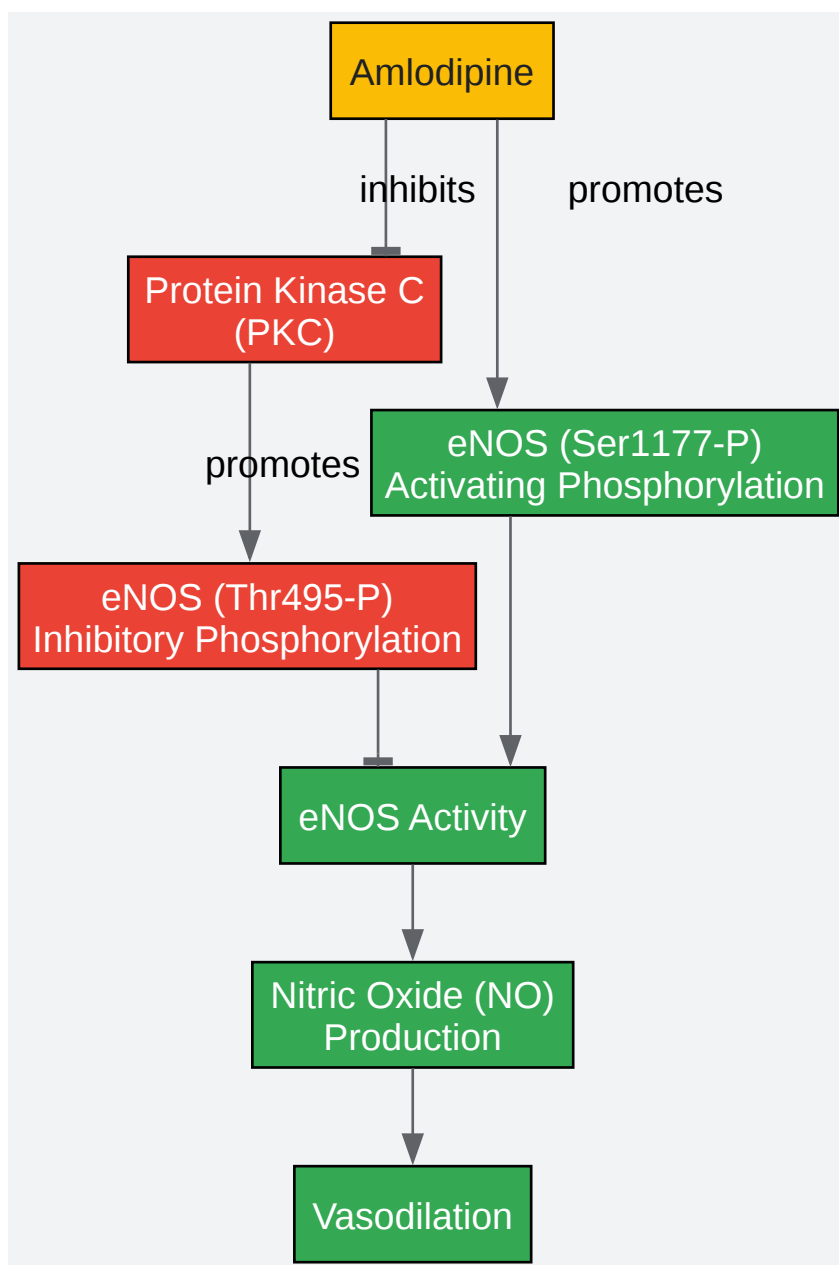 Amlodipine
inhibits
promotes
Protein Kinase C
(PKC)
eNOS (Ser1177-P)
Activating Phosphorylation
promotes
eNOS (Thr495-P)
Inhibitory Phosphorylation
eNOS Activity
Nitric Oxide (NO)
Production
Vasodilation